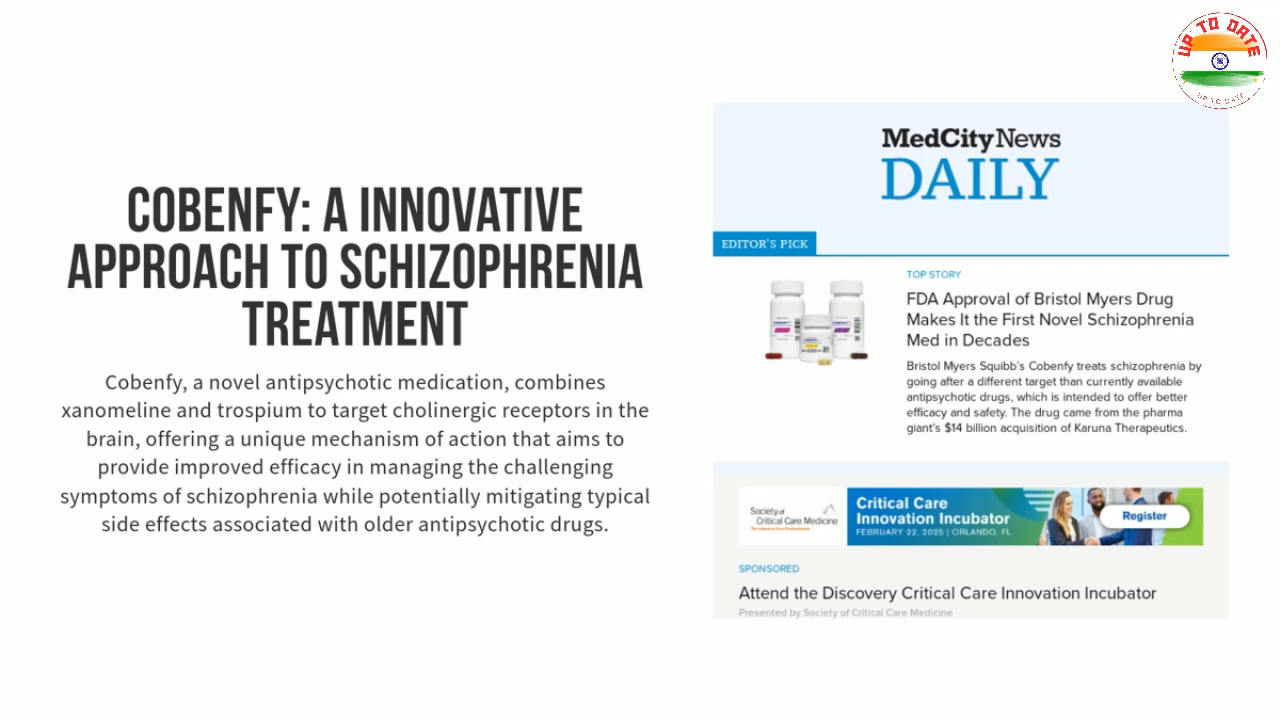 UP TO DATE
UP TO DATE
COBENFY: A INNOVATIVE
APPROACH TO SCHIZOPHRENIA
TREATMENT
Cobenfy, a novel antipsychotic medication, combines
xanomeline and trospium to target cholinergic receptors in the
brain, offering a unique mechanism of action that aims to
provide improved efficacy in managing the challenging
symptoms of schizophrenia while potentially mitigating typical
side effects associated with older antipsychotic drugs.
MedCityNews
DAILY
EDITOR'S PICK
TOP STORY
FDA Approval of Bristol Myers Drug
Makes It the First Novel Schizophrenia
Med in Decades
Bristol Myers Squibb's Cobenfy treats schizophrenia by
going after a different target than currently available
antipsychotic drugs, which is intended to offer better
efficacy and safety. The drug came from the pharma
giant's $14 billion acquisition of Karuna Therapeutics.
Society of
Critical Care Medicine
Critical Care
Innovation Incubator
FEBRUARY 22, 2025 | ORLANDO, FL
Register
SPONSORED
Attend the Discovery Critical Care Innovation Incubator
Presented by Society of Critical Care Medicine